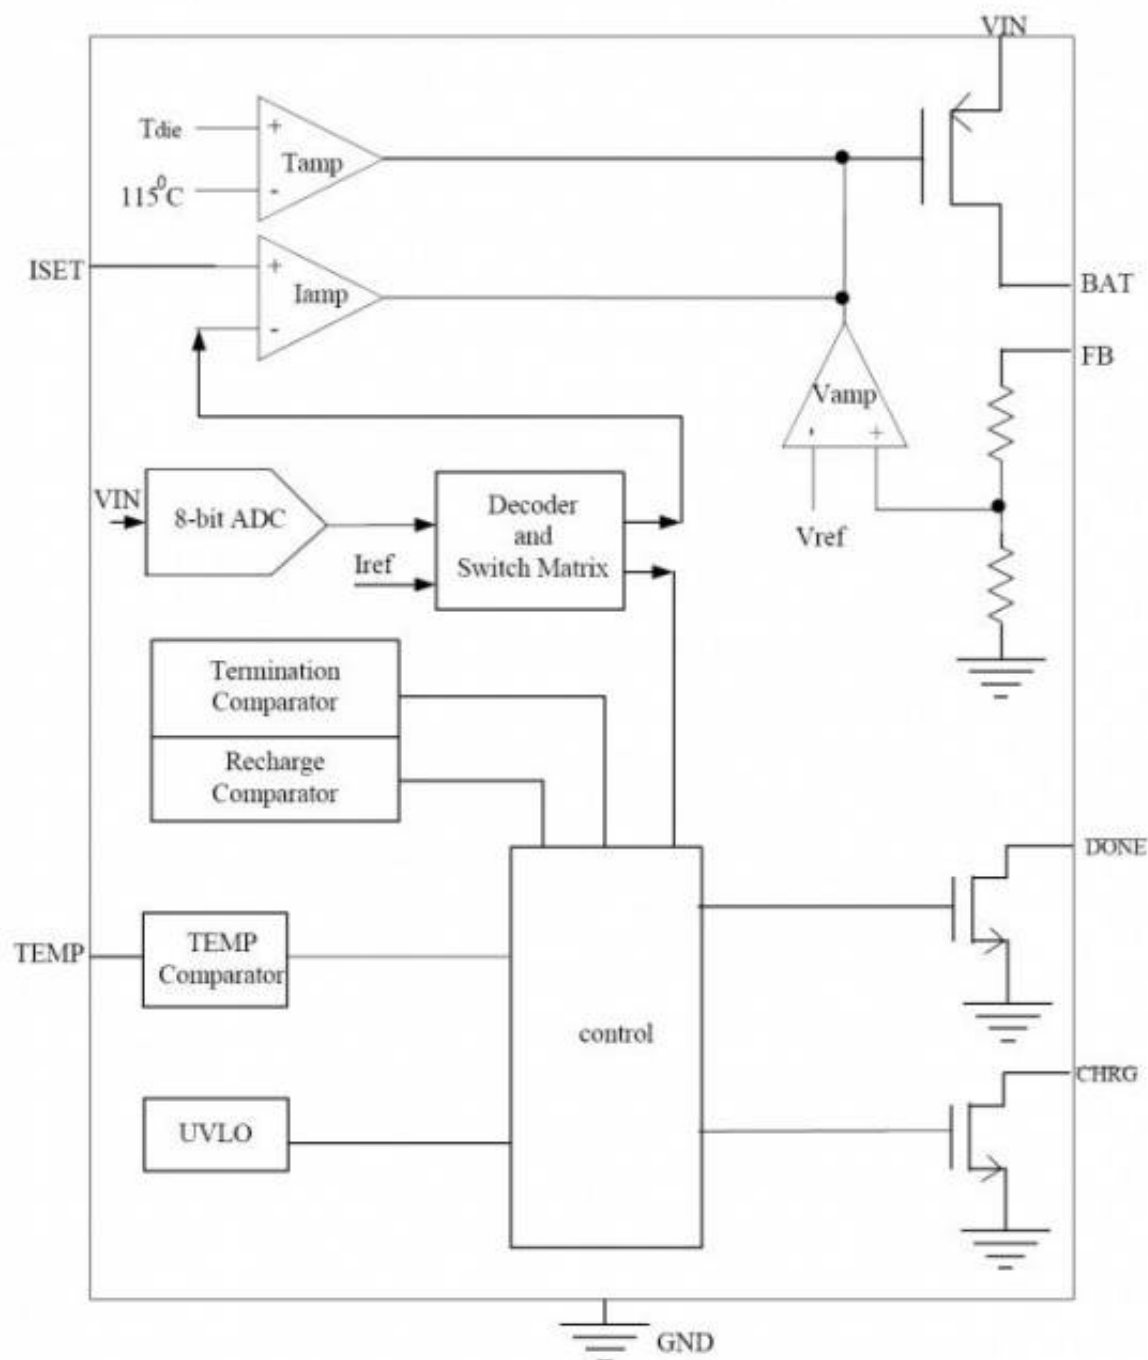 VIN
Tdie
+
Tamp
115⁰C
-
ISET
+
Iamp
-
BAT
FB
Vamp
- +
VIN
8-bit ADC
Decoder
and
Switch Matrix
Iref
Vref
Termination
Comparator
Recharge
Comparator
DONE
TEMP
TEMP
Comparator
control
CHRG
UVLO
GND